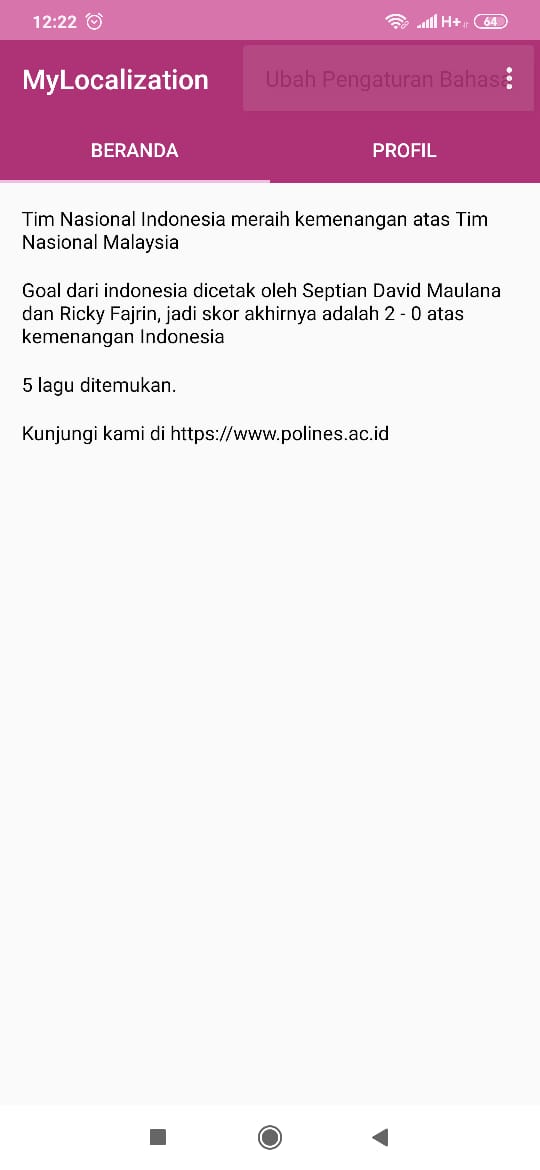 12:22
H+
64
MyLocalization
Ubah Pengaturan Bahasa
BERANDA
PROFIL
Tim Nasional Indonesia meraih kemenangan atas Tim
Nasional Malaysia
Goal dari indonesia dicetak oleh Septian David Maulana
dan Ricky Fajrin, jadi skor akhirnya adalah 2 - 0 atas
kemenangan Indonesia
5 lagu ditemukan.
Kunjungi kami di https://www.polines.ac.id